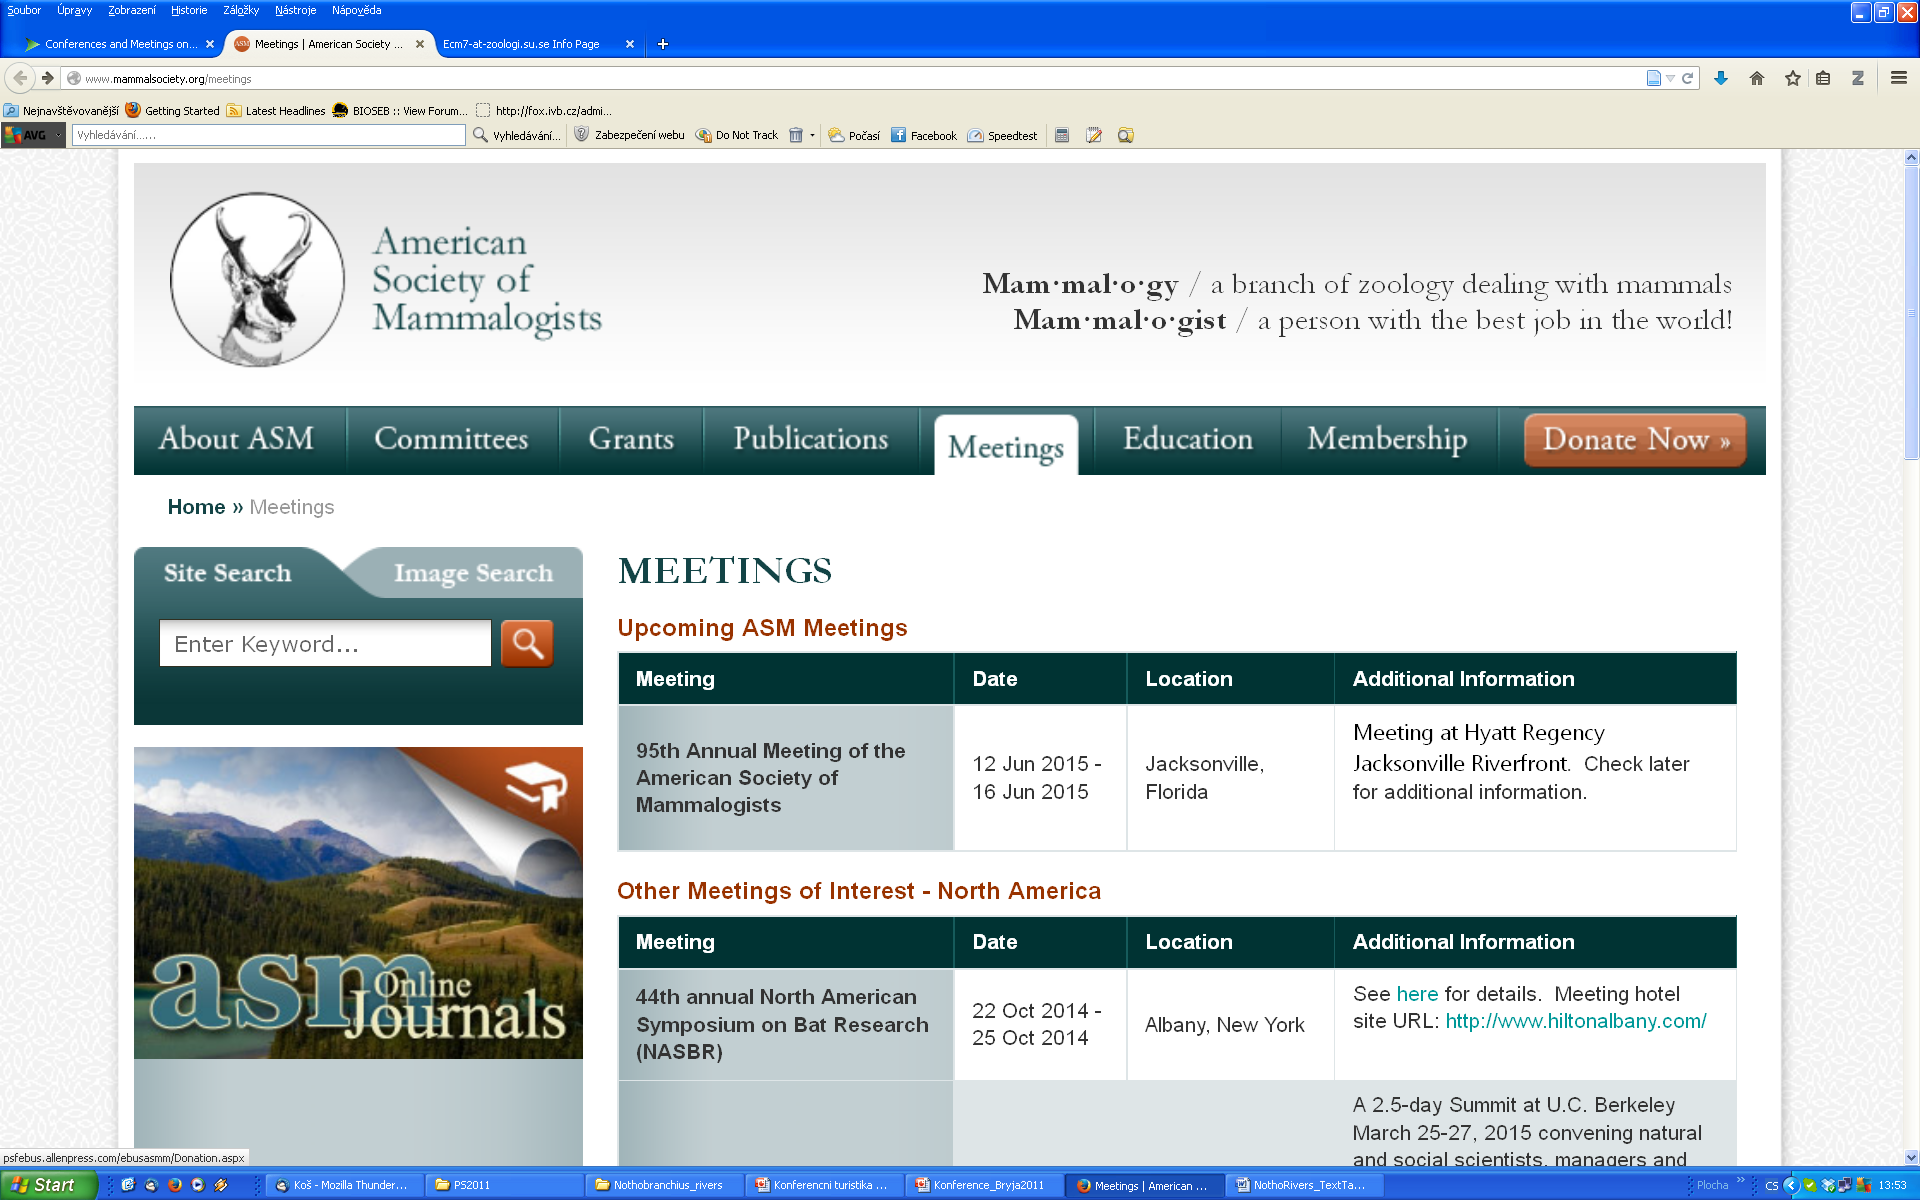 Soubor Úpravy Zobrazení Historie Záložky Nástroje Nápověda
Conferences and Meetings on... Meetings | American Society ... Ecm7-at-zoologi.su.se Info Page
www.mammalsociety.org/meetings
Nejnavštěvovanější Getting Started Latest Headlines BIOSEB :: View Forum... http://fox.ivb.cz/admi...
AVG Vyhledávání...... Vyhledávání... Zabezpečení webu Do Not Track Počasí Facebook Speedtest
American
Society of
Mammalogists
Mam·mal·o·gy / a branch of zoology dealing with mammals
Mam·mal·o·gist / a person with the best job in the world!
About ASM Committees Grants Publications Meetings Education Membership Donate Now »
Home » Meetings
Site Search Image Search
Enter Keyword...
asm Online Journals
MEETINGS
Upcoming ASM Meetings
Meeting Date Location Additional Information
95th Annual Meeting of the
American Society of
Mammalogists
12 Jun 2015 -
16 Jun 2015
Jacksonville,
Florida
Meeting at Hyatt Regency
Jacksonville Riverfront. Check later
for additional information.
Other Meetings of Interest - North America
Meeting Date Location Additional Information
44th annual North American
Symposium on Bat Research
(NASBR)
22 Oct 2014 -
25 Oct 2014
Albany, New York
See here for details. Meeting hotel
site URL: http://www.hiltonalbany.com/
A 2.5-day Summit at U.C. Berkeley
March 25-27, 2015 convening natural
and social scientists, managers and
psfebus.allenpress.com/ebusasmm/Donation.aspx
Start Koš - Mozilla Thunder... PS2011 Nothobranchius_rivers Konferencni turistika ... Konference_Bryja2011 Meetings | American ... NothoRivers_TextTa... Plocha » CS 13:53